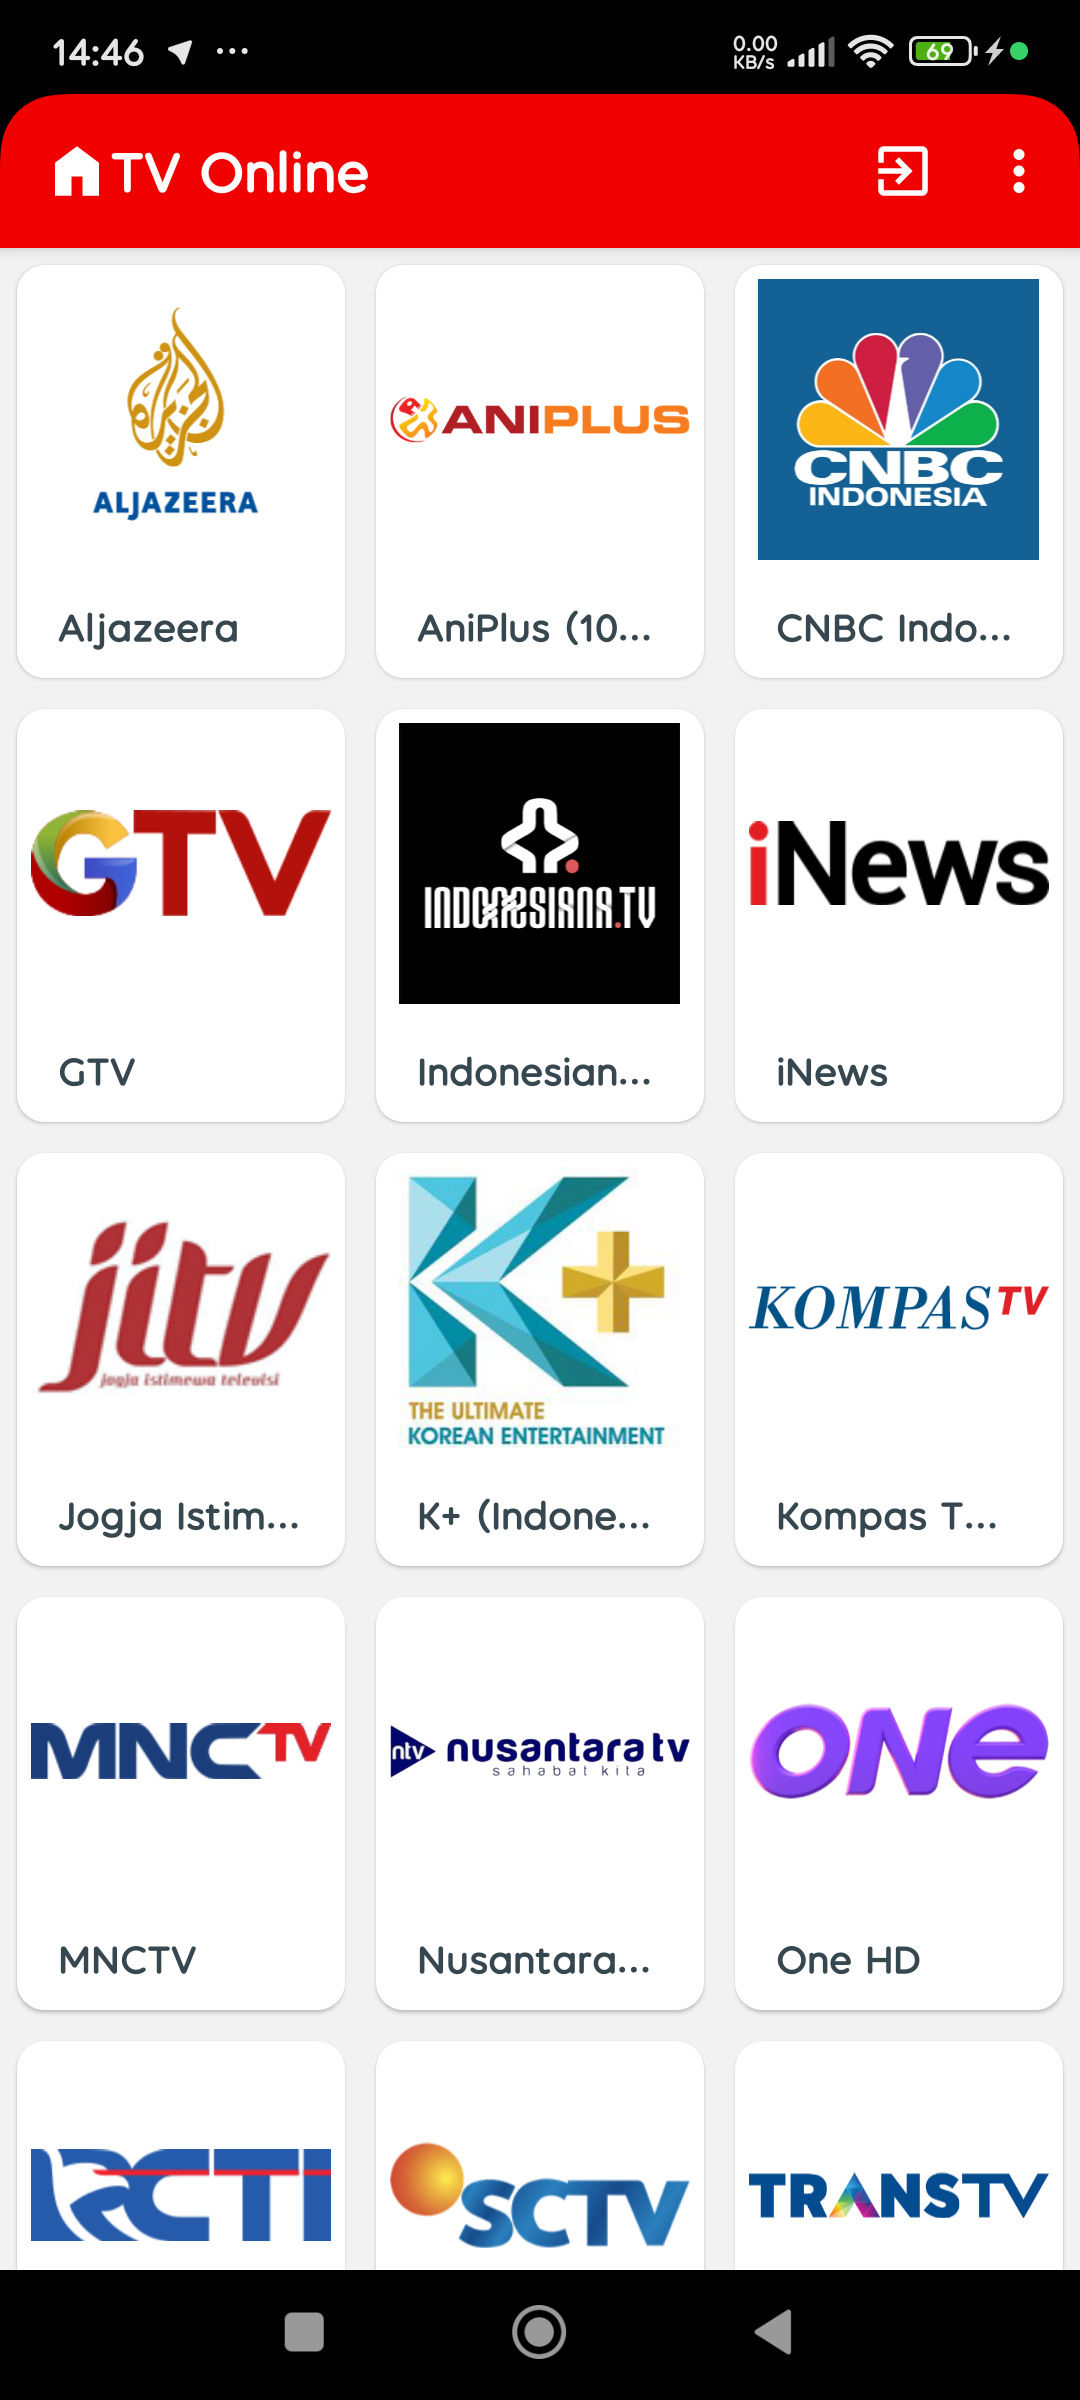 14:46
0.00
KB/s
69
TV Online
ALJAZEERA
ANIPLUS
CNBC
INDONESIA
Aljazeera
AniPlus (10...
CNBC Indo...
GTV
INDONESIANA.TV
iNews
GTV
Indonesian...
iNews
jitv
jogja istimewa televisi
K+
THE ULTIMATE
KOREAN ENTERTAINMENT
KOMPAS TV
Jogja Istim...
K+ (Indone...
Kompas T...
MNCTV
ntv nusantara tv
sahabat kita
ONE
MNCTV
Nusantara...
One HD
RCTI
SCTV
TRANSTV